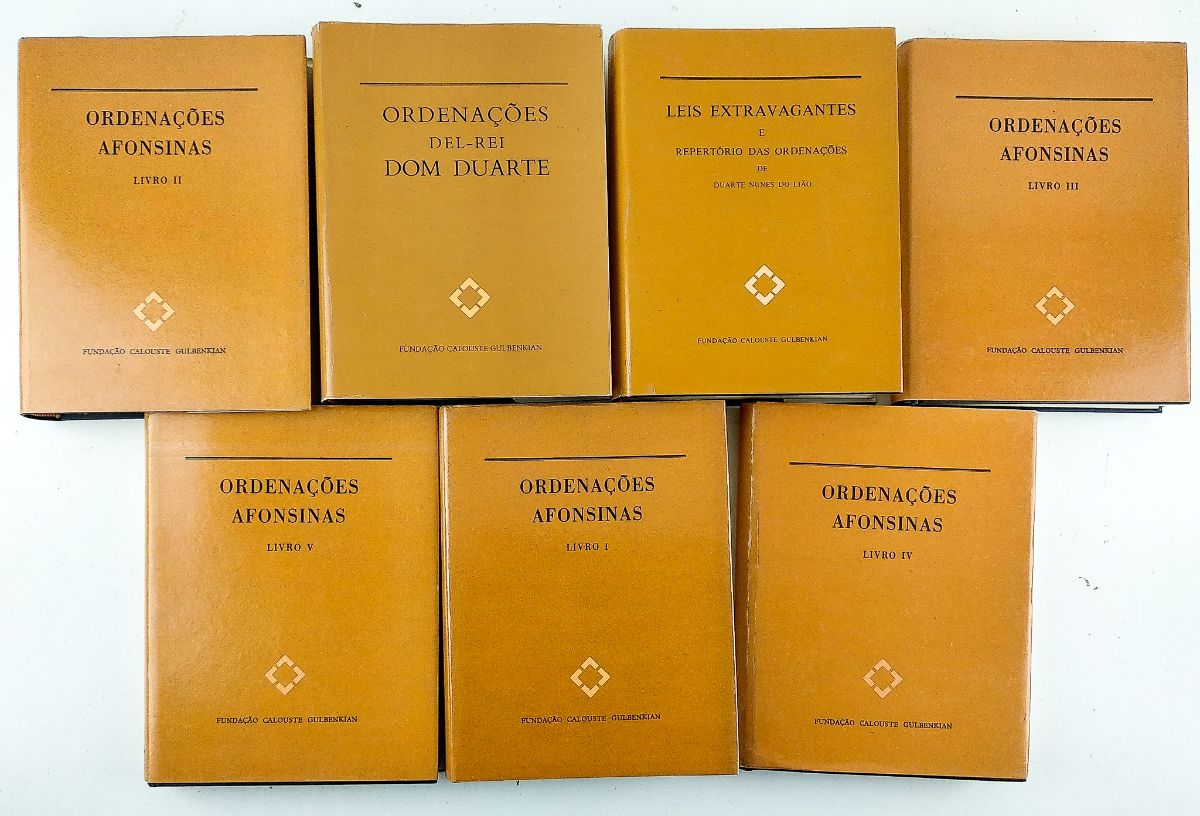 ORDENAÇÕES
AFONSINAS
LIVRO II
FUNDAÇÃO CALOUSTE GULBENKIAN
ORDENAÇÕES
DEL-REI
DOM DUARTE
FUNDAÇÃO CALOUSTE GULBENKIAN
LEIS EXTRAVAGANTES
E
REPERTÓRIO DAS ORDENAÇÕES
DE
DUARTE NUNES DO LIÃO
FUNDAÇÃO CALOUSTE GULBENKIAN
ORDENAÇÕES
AFONSINAS
LIVRO III
FUNDAÇÃO CALOUSTE GULBENKIAN
ORDENAÇÕES
AFONSINAS
LIVRO V
FUNDAÇÃO CALOUSTE GULBENKIAN
ORDENAÇÕES
AFONSINAS
LIVRO I
FUNDAÇÃO CALOUSTE GULBENKIAN
ORDENAÇÕES
AFONSINAS
LIVRO IV
FUNDAÇÃO CALOUSTE GULBENKIAN